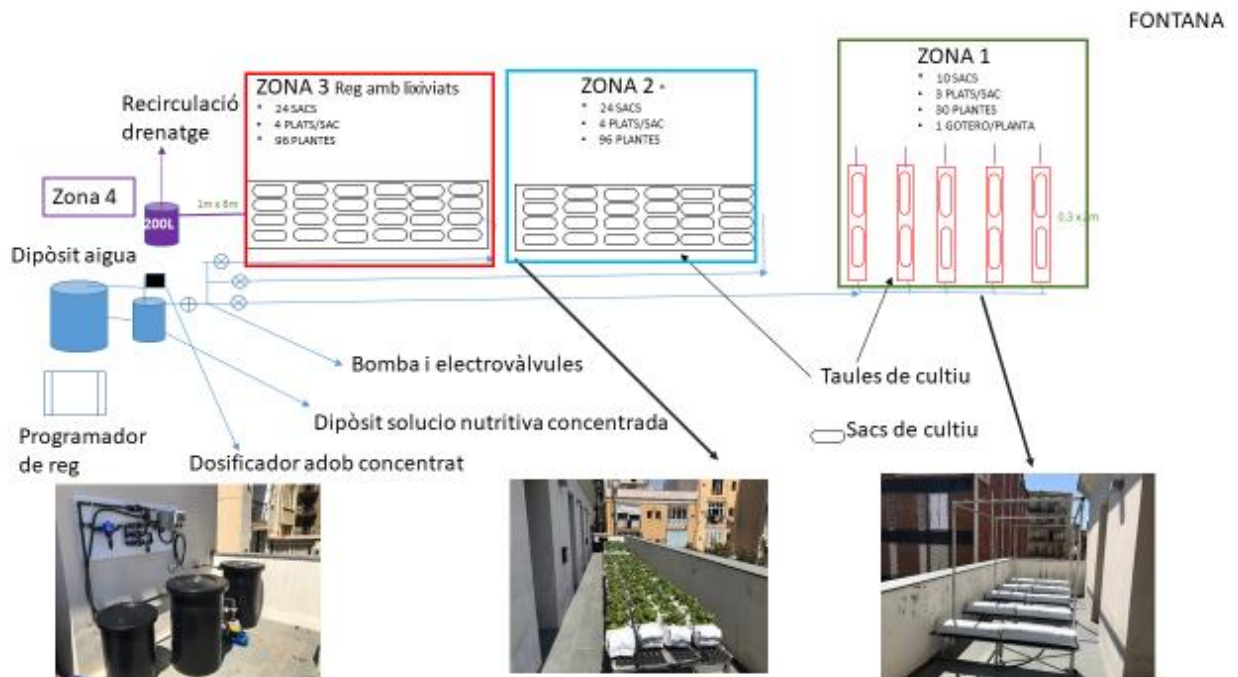 FONTANA
Recirculació
drenatge
Zona 4
200L
1m x 6m
ZONA 3 Reg amb lixiviats
24 SACS
4 PLATS/SAC
96 PLANTES
ZONA 2
24 SACS
4 PLATS/SAC
96 PLANTES
ZONA 1
10 SACS
3 PLATS/SAC
30 PLANTES
1 GOTERO/PLANTA
Dipòsit aigua
Bomba i electrovàlvules
Dipòsit solucio nutritiva concentrada
Dosificador adob concentrat
Programador
de reg
Taules de cultiu
Sacs de cultiu